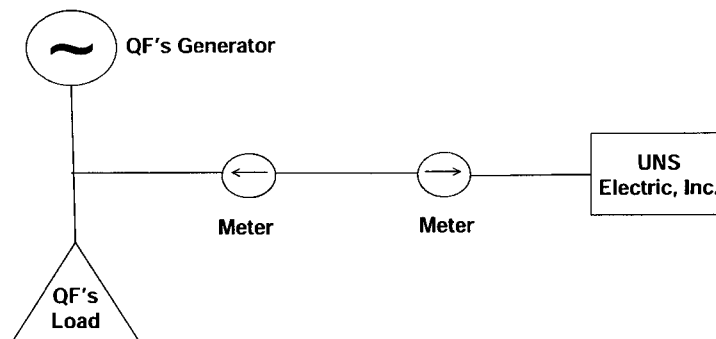 QF's Generator
UNS
Electric, Inc.
Meter
Meter
QF's
Load